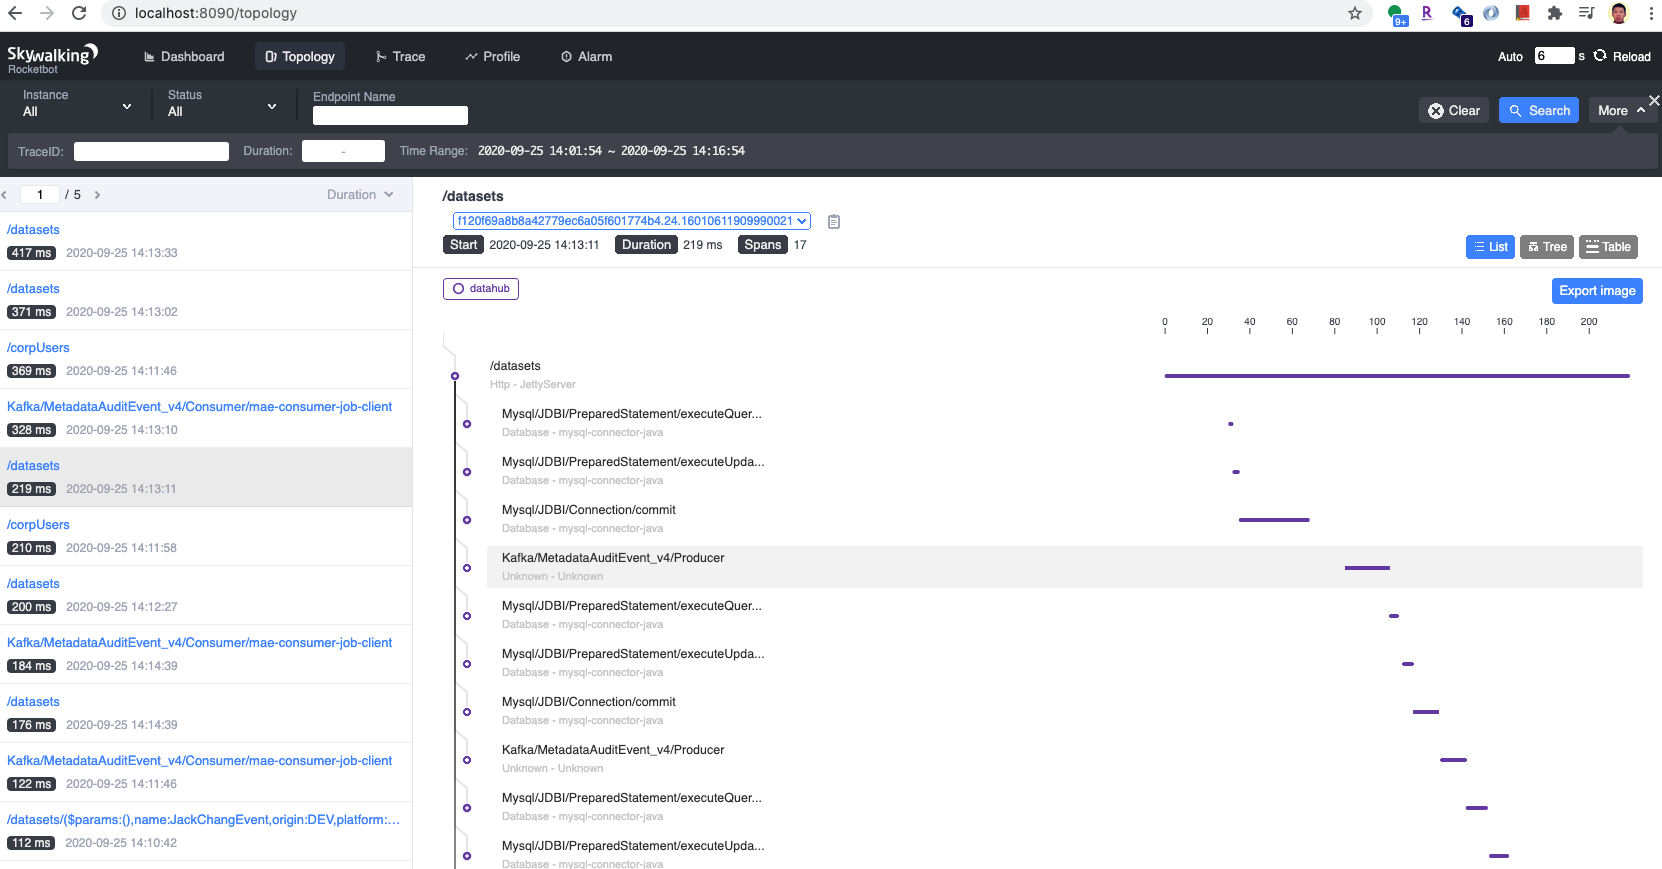 localhost:8090/topology
9+
R
6
Skywalking
Rocketbot
Dashboard
Topology
Trace
Profile
Alarm
Auto 6 s Reload
Instance
All
Status
All
Endpoint Name
Clear
Search
More
TraceID:
Duration: -
Time Range: 2020-09-25 14:01:54 ~ 2020-09-25 14:16:54
1 / 5
Duration
/datasets
417 ms 2020-09-25 14:13:33
/datasets
371 ms 2020-09-25 14:13:02
/corpUsers
369 ms 2020-09-25 14:11:46
Kafka/MetadataAuditEvent_v4/Consumer/mae-consumer-job-client
328 ms 2020-09-25 14:13:10
/datasets
219 ms 2020-09-25 14:13:11
/corpUsers
210 ms 2020-09-25 14:11:58
/datasets
200 ms 2020-09-25 14:12:27
Kafka/MetadataAuditEvent_v4/Consumer/mae-consumer-job-client
184 ms 2020-09-25 14:14:39
/datasets
176 ms 2020-09-25 14:14:39
Kafka/MetadataAuditEvent_v4/Consumer/mae-consumer-job-client
122 ms 2020-09-25 14:11:46
/datasets/($params:(),name:JackChangEvent,origin:DEV,platform:...
112 ms 2020-09-25 14:10:42
/datasets
f120f69a8b8a42779ec6a05f601774b4.24.16010611909990021
Start 2020-09-25 14:13:11 Duration 219 ms Spans 17
List
Tree
Table
datahub
Export image
0 20 40 60 80 100 120 140 160 180 200
/datasets
Http - JettyServer
Mysql/JDBI/PreparedStatement/executeQuer...
Database - mysql-connector-java
Mysql/JDBI/PreparedStatement/executeUpda...
Database - mysql-connector-java
Mysql/JDBI/Connection/commit
Database - mysql-connector-java
Kafka/MetadataAuditEvent_v4/Producer
Unknown - Unknown
Mysql/JDBI/PreparedStatement/executeQuer...
Database - mysql-connector-java
Mysql/JDBI/PreparedStatement/executeUpda...
Database - mysql-connector-java
Mysql/JDBI/Connection/commit
Database - mysql-connector-java
Kafka/MetadataAuditEvent_v4/Producer
Unknown - Unknown
Mysql/JDBI/PreparedStatement/executeQuer...
Database - mysql-connector-java
Mysql/JDBI/PreparedStatement/executeUpda...
Database - mysql-connector-java